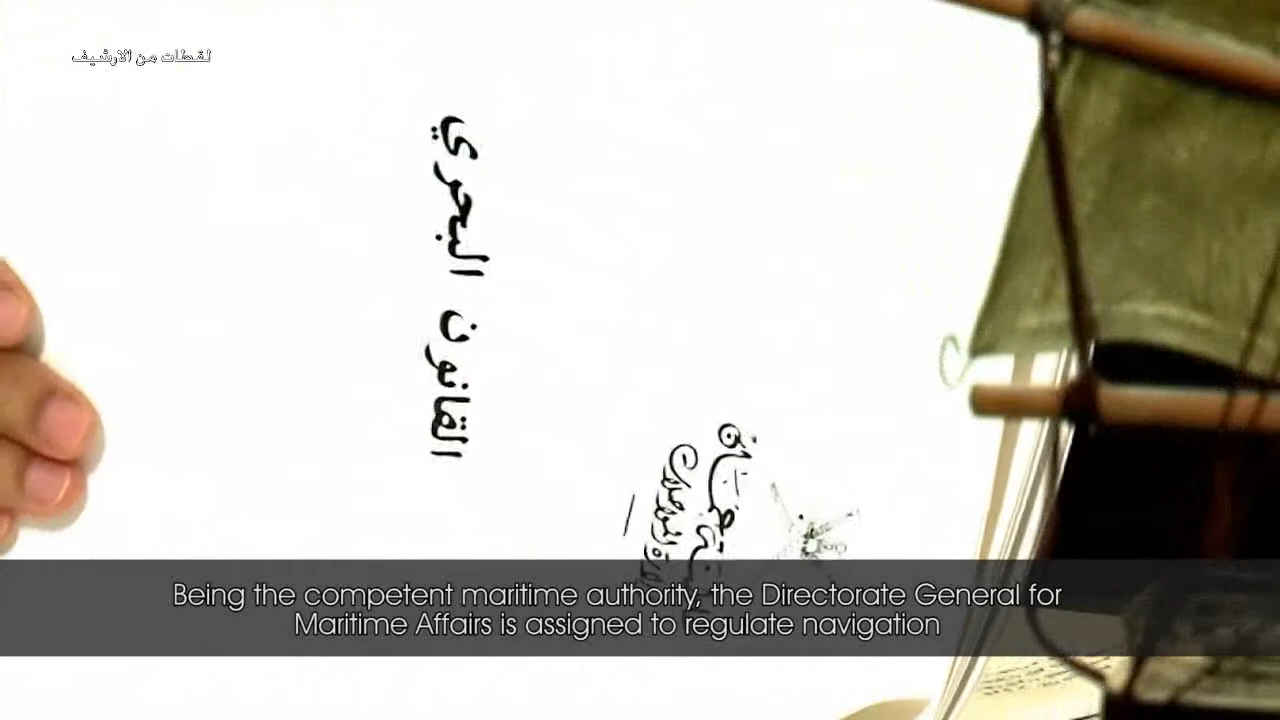 لقطات من الارشيف
القانون البحري
Being the competent maritime authority, the Directorate General for
Maritime Affairs is assigned to regulate navigation